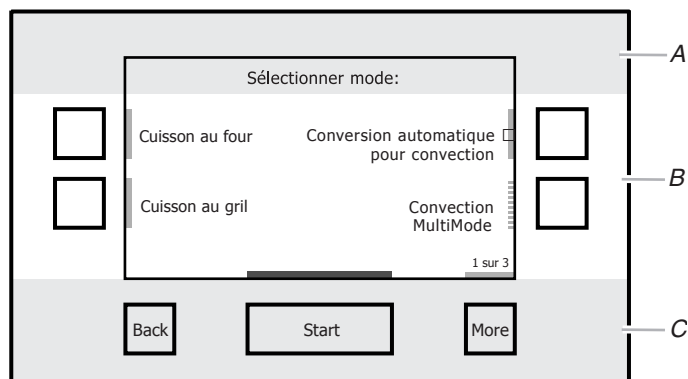 Sélectionner mode:
A
Cuisson au four
Conversion automatique
pour convection
B
Cuisson au gril
Convection
MultiMode
1 sur 3
Back
Start
More
C